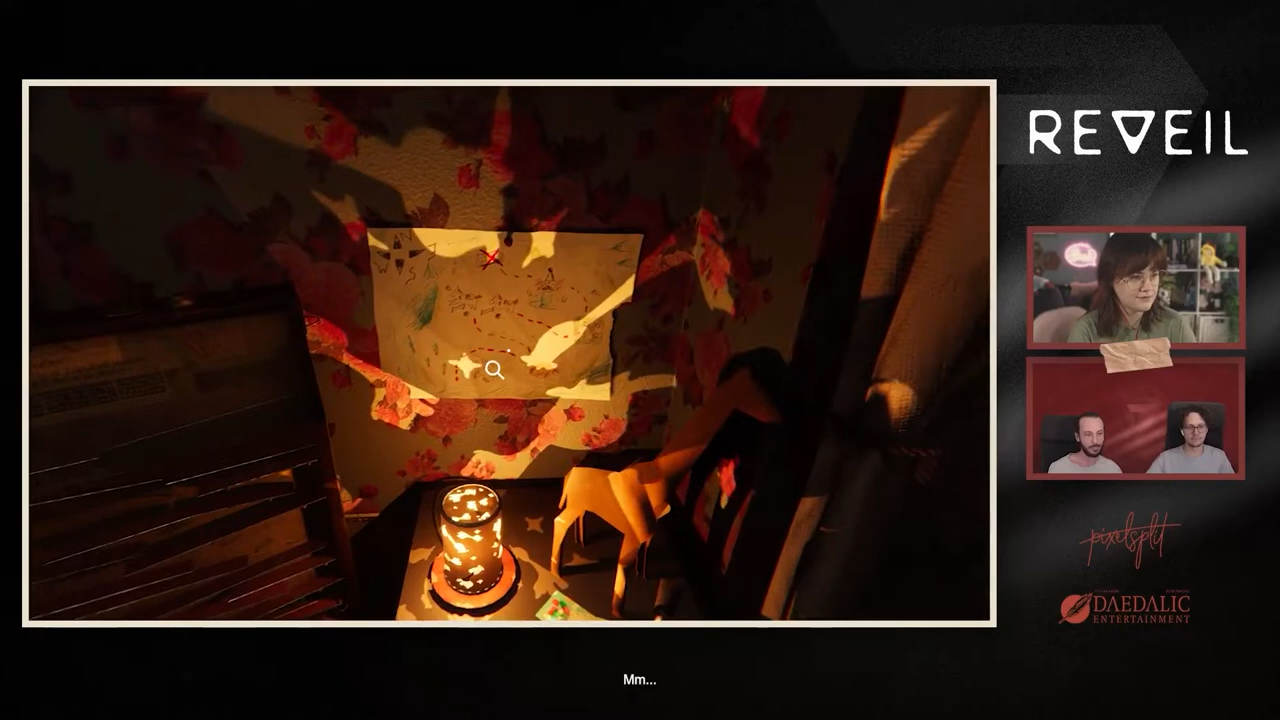 REVEIL
N
W
S
pixelsplit
DAEDALIC
ENTERTAINMENT
Mm...